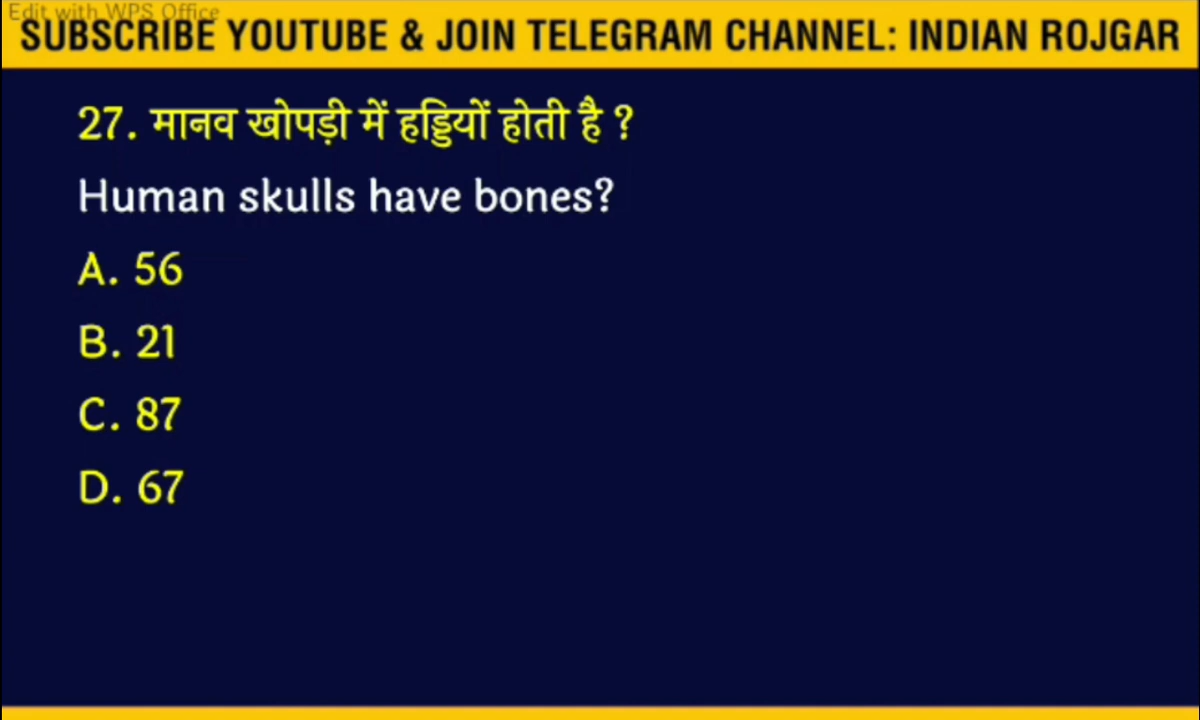 Edit with WPS Office
SUBSCRIBE YOUTUBE & JOIN TELEGRAM CHANNEL: INDIAN ROJGAR
27. मानव खोपड़ी में हड्डियों होती है ?
Human skulls have bones?
A. 56
B. 21
C. 87
D. 67